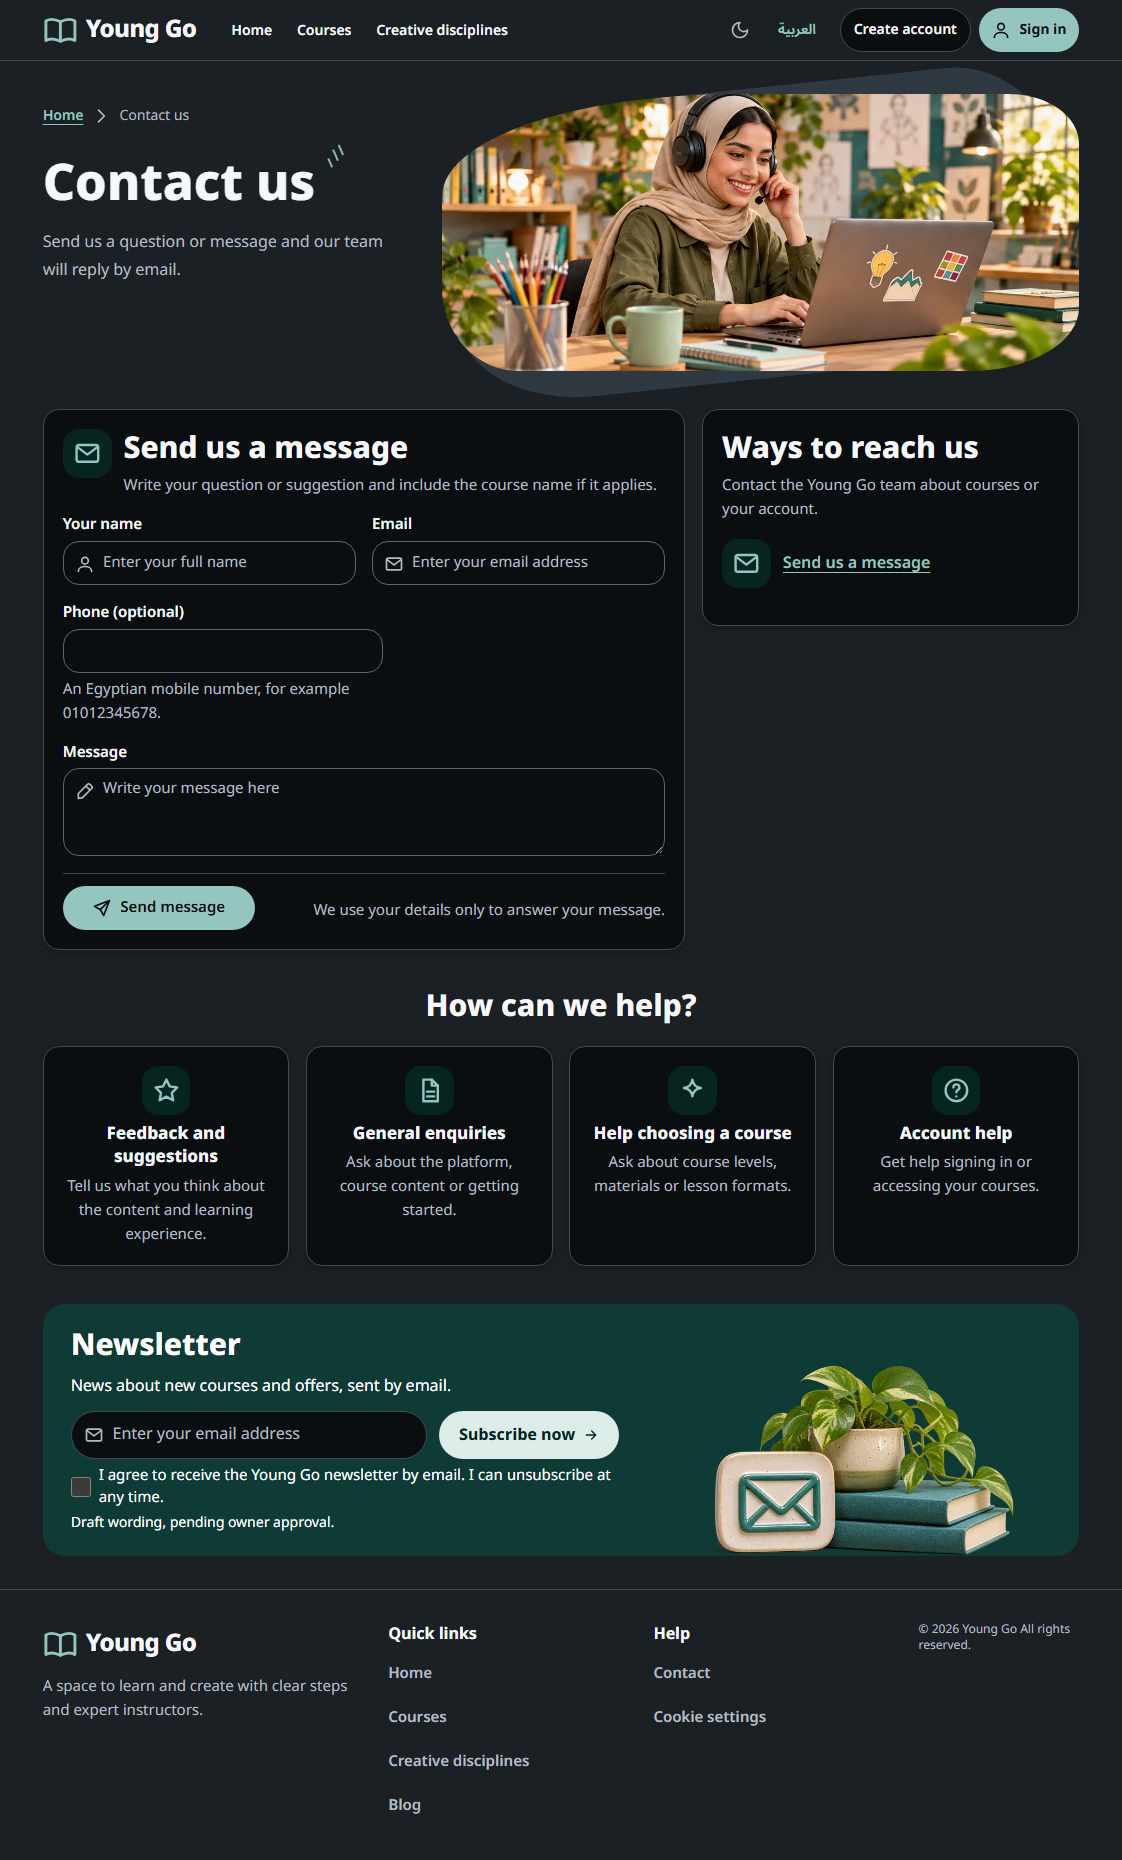 Young Go
Home
Courses
Creative disciplines
العربية
Create account
Sign in
Home
Contact us
Contact us
Send us a question or message and our team
will reply by email.
Send us a message
Write your question or suggestion and include the course name if it applies.
Your name
Email
Enter your full name
Enter your email address
Phone (optional)
An Egyptian mobile number, for example
01012345678.
Message
Write your message here
Send message
We use your details only to answer your message.
Ways to reach us
Contact the Young Go team about courses or
your account.
Send us a message
How can we help?
Feedback and
suggestions
Tell us what you think about
the content and learning
experience.
General enquiries
Ask about the platform,
course content or getting
started.
Help choosing a course
Ask about course levels,
materials or lesson formats.
Account help
Get help signing in or
accessing your courses.
Newsletter
News about new courses and offers, sent by email.
Enter your email address
Subscribe now
I agree to receive the Young Go newsletter by email. I can unsubscribe at
any time.
Draft wording, pending owner approval.
Young Go
A space to learn and create with clear steps
and expert instructors.
Quick links
Home
Courses
Creative disciplines
Blog
Help
Contact
Cookie settings
© 2026 Young Go All rights
reserved.